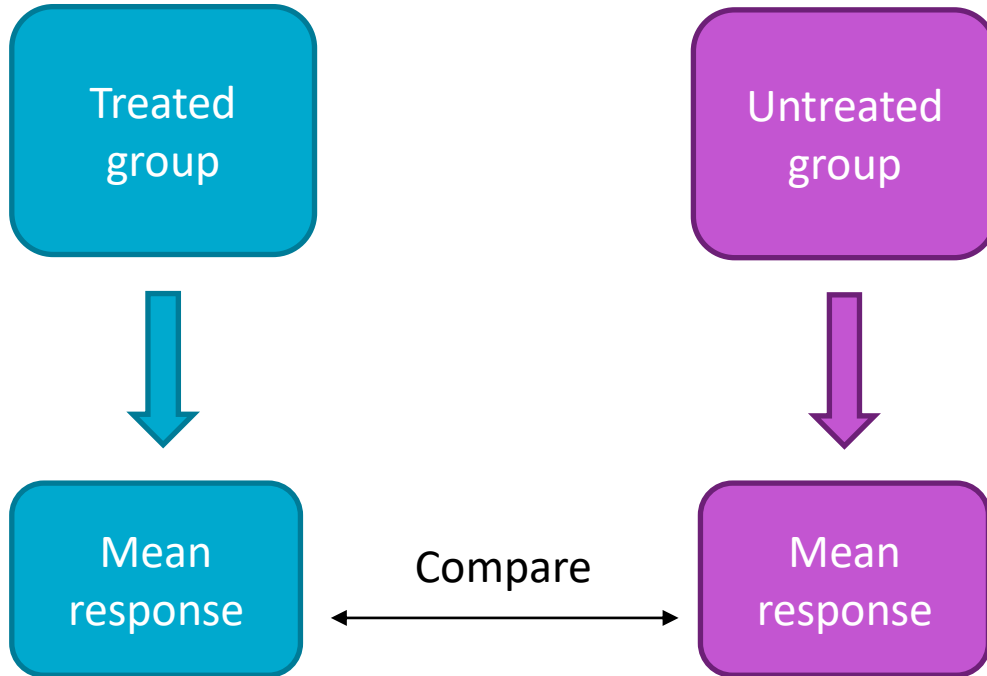 Treated
group
Untreated
group
Mean
response
Compare
Mean
response